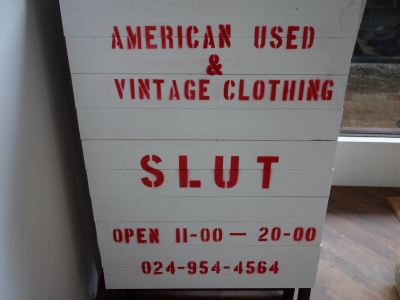 AMERICAN USED
&
VINTAGE CLOTHING
SLUT
OPEN 11-00 — 20-00
024-954-4564